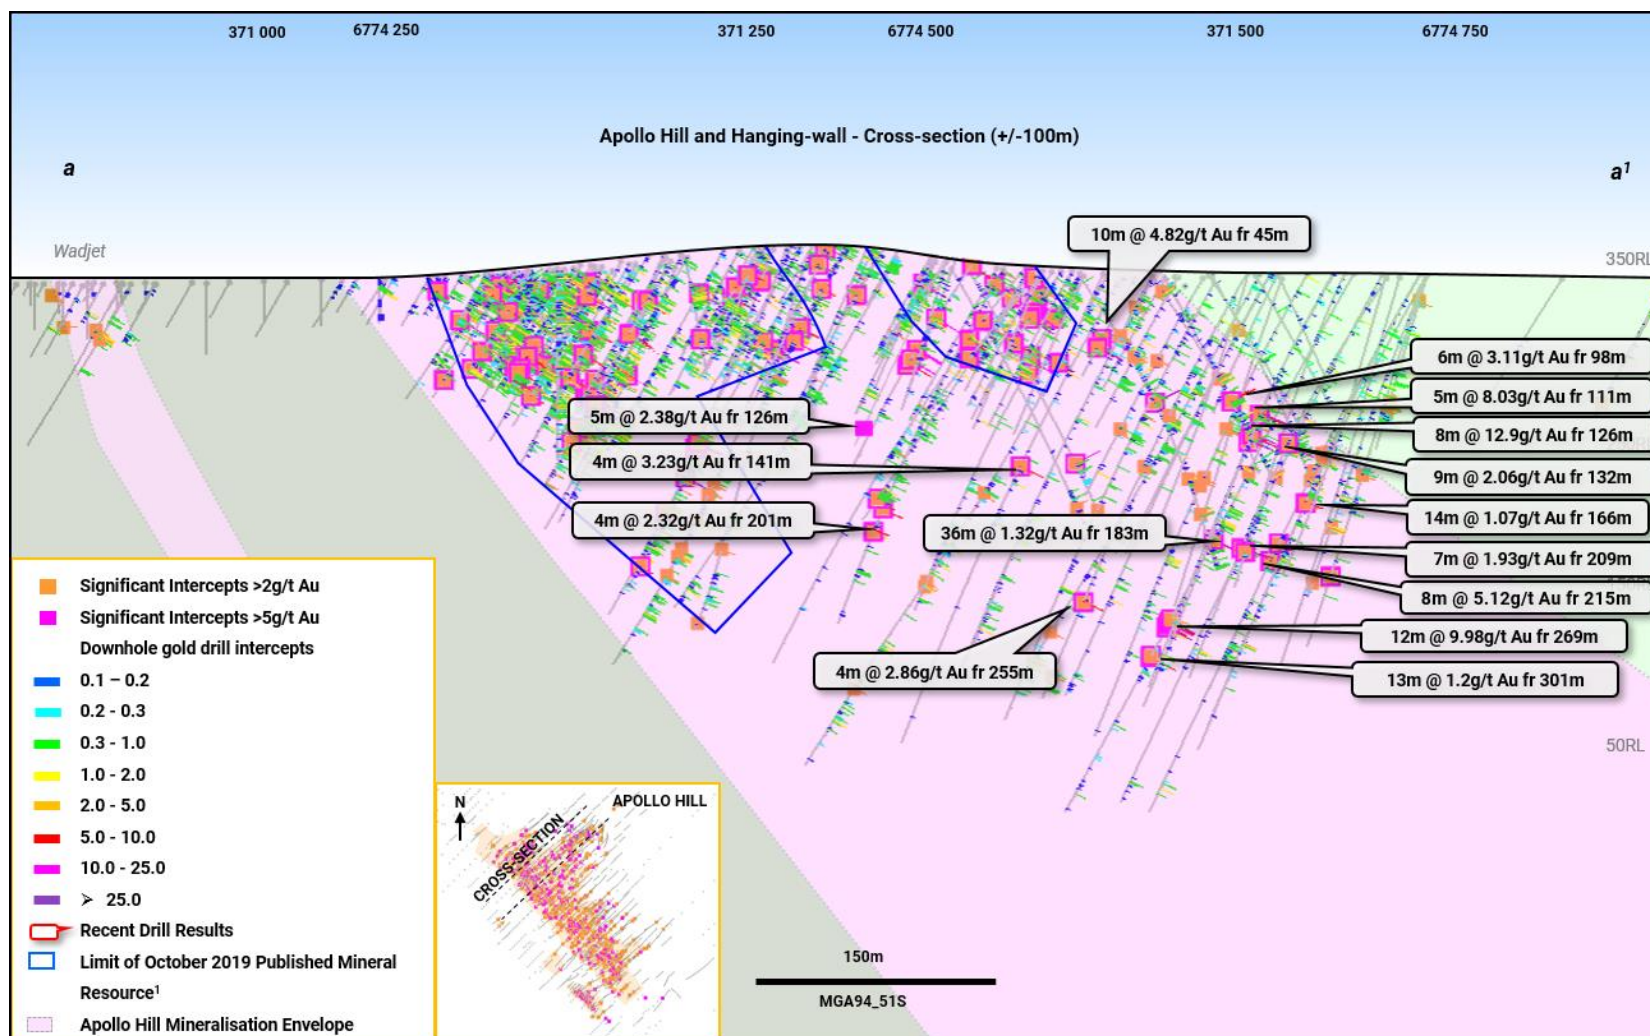 371 000
6774 250
371 250
6774 500
371 500
6774 750
Apollo Hill and Hanging-wall - Cross-section (+/-100m)
a
a¹
Wadjet
10m @ 4.82g/t Au fr 45m
350RL
6m @ 3.11g/t Au fr 98m
5m @ 8.03g/t Au fr 111m
5m @ 2.38g/t Au fr 126m
8m @ 12.9g/t Au fr 126m
4m @ 3.23g/t Au fr 141m
9m @ 2.06g/t Au fr 132m
4m @ 2.32g/t Au fr 201m
14m @ 1.07g/t Au fr 166m
36m @ 1.32g/t Au fr 183m
7m @ 1.93g/t Au fr 209m
8m @ 5.12g/t Au fr 215m
12m @ 9.98g/t Au fr 269m
4m @ 2.86g/t Au fr 255m
13m @ 1.2g/t Au fr 301m
50RL
Significant Intercepts >2g/t Au
Significant Intercepts >5g/t Au
Downhole gold drill intercepts
0.1 – 0.2
0.2 - 0.3
0.3 - 1.0
1.0 - 2.0
2.0 - 5.0
5.0 - 10.0
10.0 - 25.0
➢ 25.0
Recent Drill Results
Limit of October 2019 Published Mineral
Resource¹
Apollo Hill Mineralisation Envelope
N
APOLLO HILL
CROSS-SECTION
150m
MGA94_51S